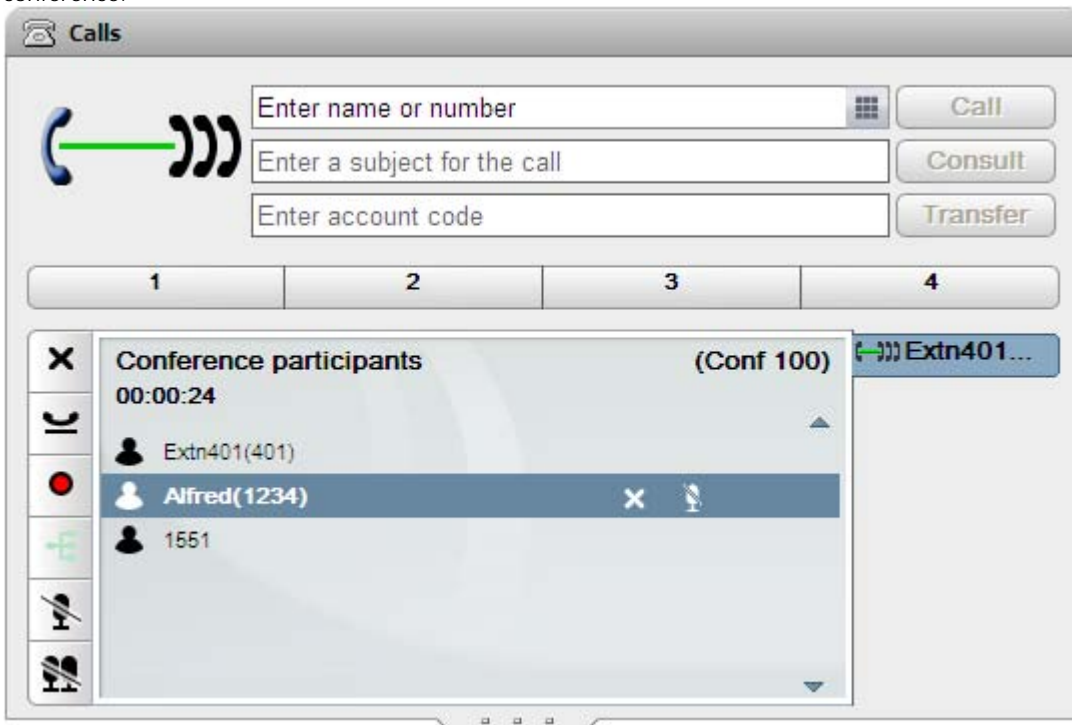 Calls
Enter name or number
Call
Enter a subject for the call
Consult
Enter account code
Transfer
1 2 3 4
Conference participants (Conf 100)
Extn401...
00:00:24
Extn401(401)
Alfred(1234)
1551